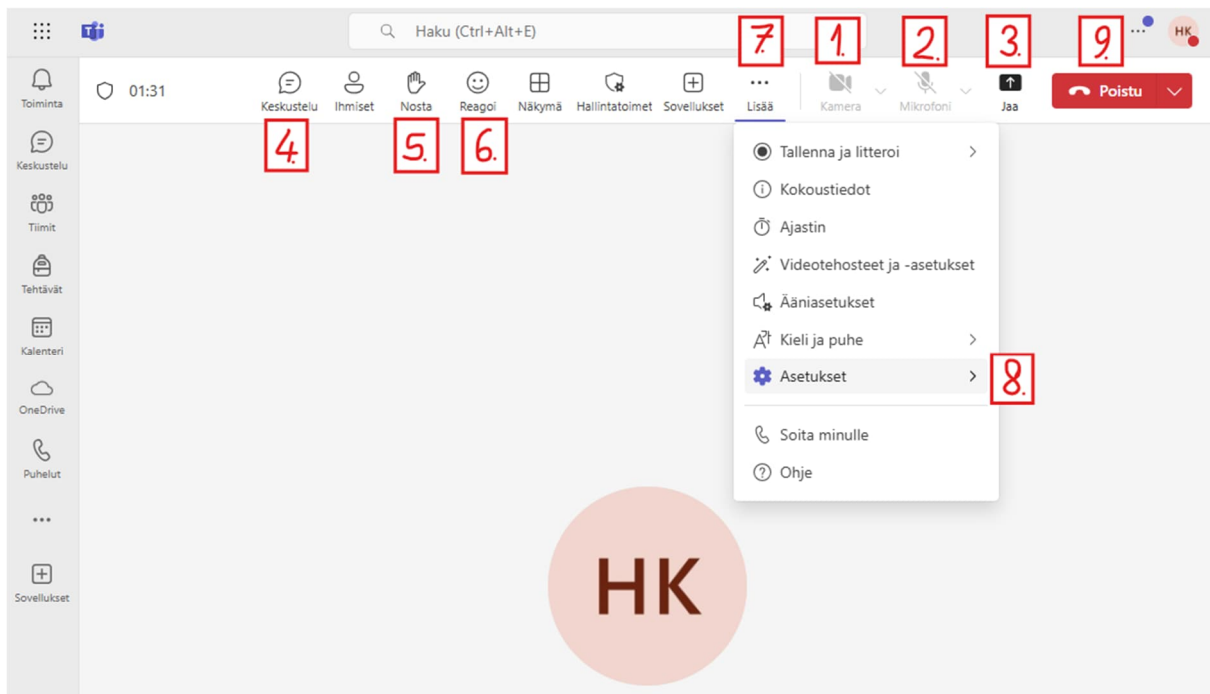 Haku (Ctrl+Alt+E)
7.
1.
2.
3.
9.
HK
Toiminta
01:31
Keskustelu
Ihmiset
Nosta
Reagoi
Näkymä
Hallintatoimet
Sovellukset
Lisää
Kamera
Mikrofoni
Jaa
Poistu
4.
5.
6.
Keskustelu
Tiimit
Tehtävät
Kalenteri
OneDrive
Puhelut
Sovellukset
Tallenna ja litteroi
Kokoustiedot
Ajastin
Videotehosteet ja -asetukset
Ääniasetukset
Kieli ja puhe
Asetukset
8.
Soita minulle
Ohje
HK